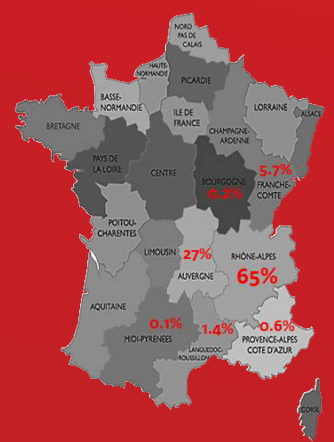 NORD
PAS DE
CALAIS
HAUTE-
NORMANDIE
PICARDIE
BASSE-
NORMANDIE
ILE DE
FRANCE
LORRAINE
ALSACE
CHAMPAGNE-
ARDENNE
BRETAGNE
PAYS DE
LA LOIRE
CENTRE
BOURGOGNE
0.2%
5.7%
FRANCHE-
COMTE
POITOU-
CHARENTES
LIMOUSIN
27%
AUVERGNE
RHÔNE-ALPES
65%
AQUITAINE
0.1%
MIDI-PYRENEES
1.4%
LANGUEDOC-
ROUSSILLON
0.6%
PROVENCE-ALPES
COTE D'AZUR
CORSE